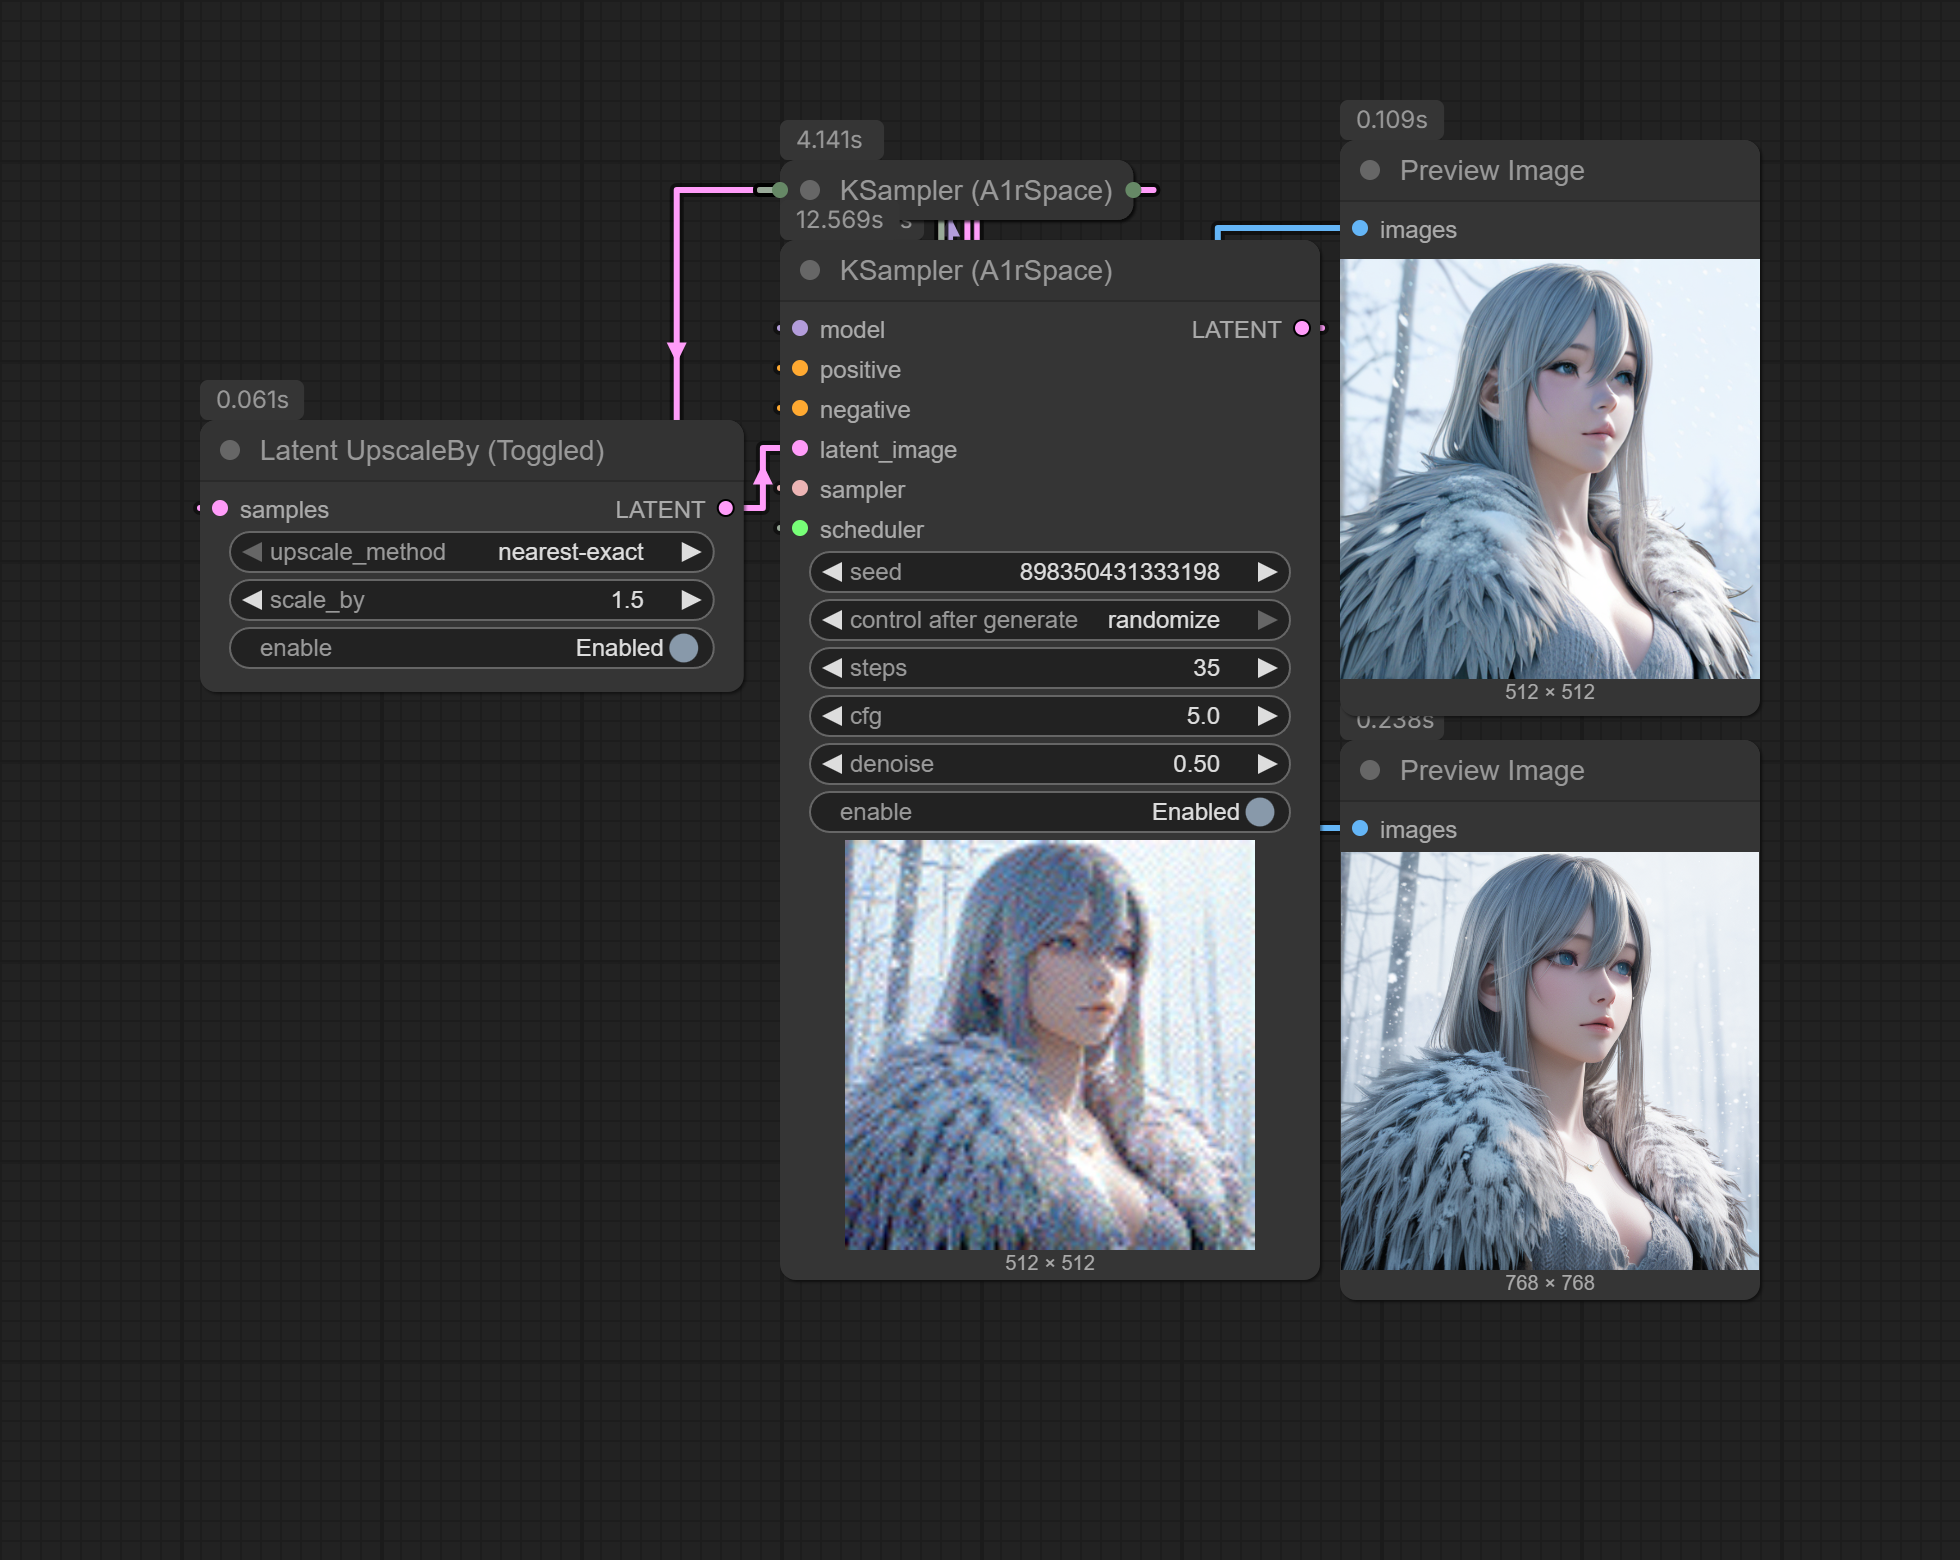 4.141s
KSampler (A1rSpace)
12.569s s
KSampler (A1rSpace)
model LATENT
positive
negative
latent_image
sampler
scheduler
seed 898350431333198
control after generate randomize
steps 35
cfg 5.0
denoise 0.50
enable Enabled
512 × 512
0.061s
Latent UpscaleBy (Toggled)
samples LATENT
upscale_method nearest-exact
scale_by 1.5
enable Enabled
0.109s
Preview Image
images
512 × 512
0.238s
Preview Image
images
768 × 768